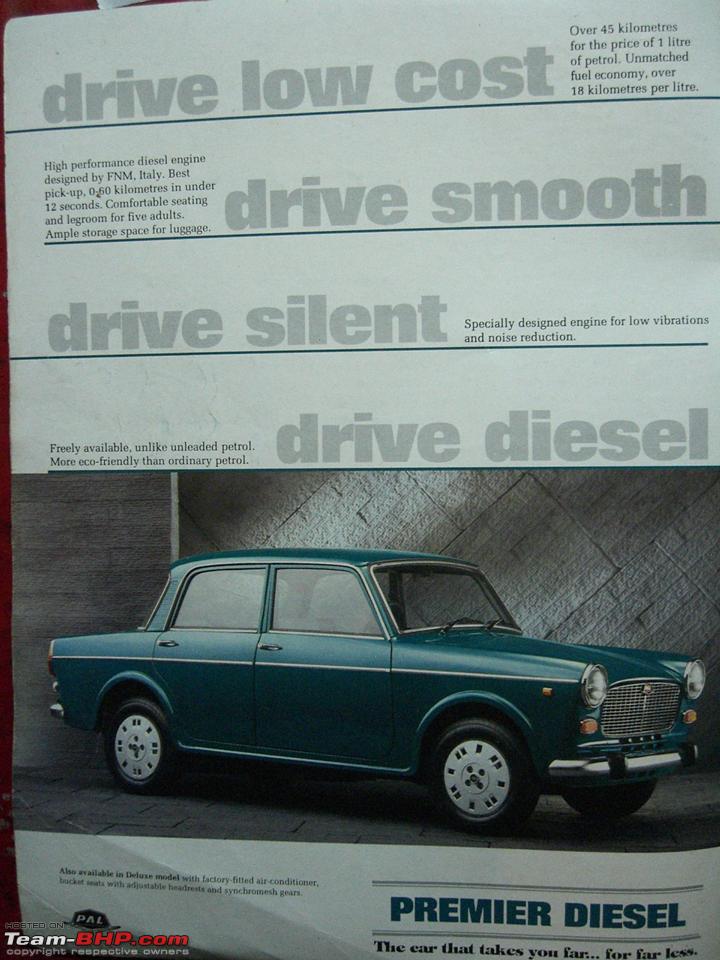 drive low cost
Over 45 kilometres
for the price of 1 litre
of petrol. Unmatched
fuel economy, over
18 kilometres per litre.
High performance diesel engine
designed by FNM, Italy. Best
pick-up, 0-60 kilometres in under
12 seconds. Comfortable seating
and legroom for five adults.
Ample storage space for luggage.
drive smooth
drive silent
Specially designed engine for low vibrations
and noise reduction.
Freely available, unlike unleaded petrol.
More eco-friendly than ordinary petrol.
drive diesel
Also available in Deluxe model with factory-fitted air-conditioner,
bucket seats with adjustable headrests and synchromesh gears.
PAL
PREMIER DIESEL
The car that takes you far... for far less.
HOSTED ON
Team-BHP.com
copyright respective owners